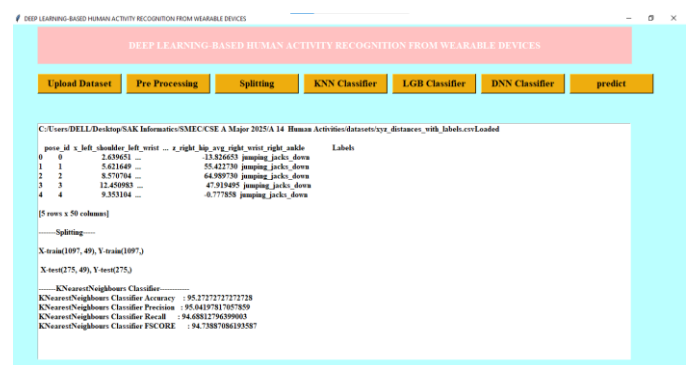 DEEP LEARNING-BASED HUMAN ACTIVITY RECOGNITION FROM WEARABLE DEVICES
DEEP LEARNING-BASED HUMAN ACTIVITY RECOGNITION FROM WEARABLE DEVICES
Upload Dataset Pre Processing Splitting KNN Classifier LGB Classifier DNN Classifier predict
C:/Users/DELL/Desktop/SAK Informatics/SMEC/CSE A Major 2025/A 14 Human Activities/datasets/xyz_distances_with_labels.csvLoaded
pose_id x_left_shoulder_left_wrist ... z_right_hip_avg_right_wrist_right_ankle Labels
0 0 2.639651 ... -13.826653 jumping_jacks_down
1 1 5.621649 ... 55.422730 jumping_jacks_down
2 2 8.570704 ... 64.989730 jumping_jacks_down
3 3 12.450983 ... 47.919495 jumping_jacks_down
4 4 9.353104 ... -0.777858 jumping_jacks_down
[5 rows x 50 columns]
-------Splitting-----
X-train(1097, 49), Y-train(1097,)
X-test(275, 49), Y-test(275,)
-------KNearestNeighbours Classifier------------
KNearestNeighbours Classifier Accuracy : 95.27272727272728
KNearestNeighbours Classifier Precision : 95.04197817057859
KNearestNeighbours Classifier Recall : 94.68812796399003
KNearestNeighbours Classifier FSCORE : 94.73887086193587